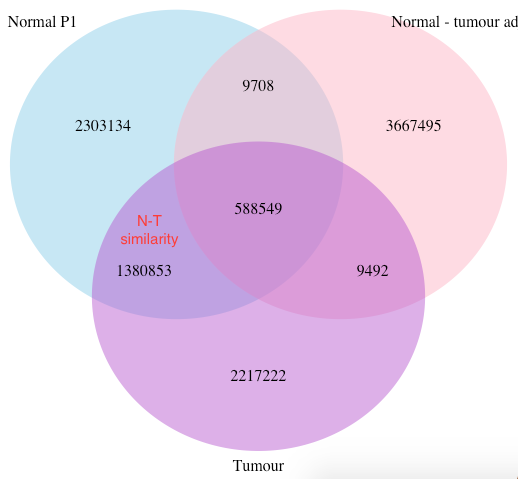 Normal P1
Normal - tumour ad
9708
2303134
3667495
588549
N-T
similarity
1380853
9492
2217222
Tumour